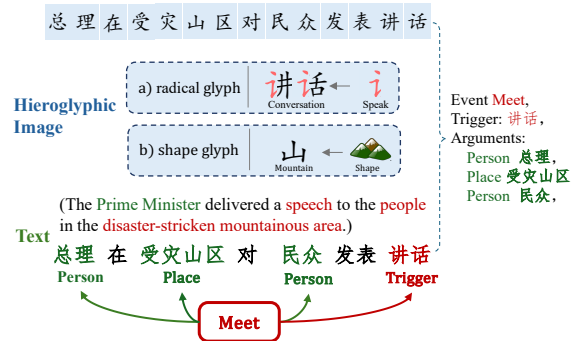 总理在受灾山区对民众发表讲话
a) radical glyph
讲话
讠
Conversation
Speak
Hieroglyphic
Image
b) shape glyph
山
Mountain
Shape
Event Meet,
Trigger: 讲话,
Arguments:
Person 总理,
Place 受灾山区
Person 民众,
(The Prime Minister delivered a speech to the people
in the disaster-stricken mountainous area.)
Text
总理 在 受灾山区 对 民众 发表 讲话
Person Place Person Trigger
Meet